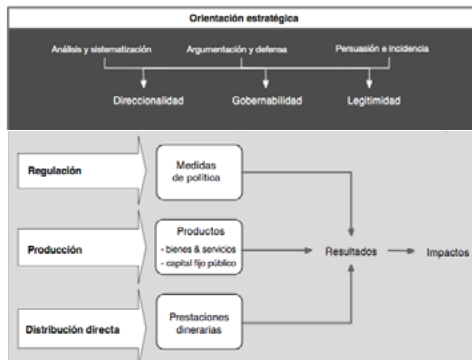 Orientación estratégica
Análisis y sistematización
Argumentación y defensa
Persuasión e incidencia
Direccionalidad
Gobernabilidad
Legitimidad
Regulación
Medidas
de política
Producción
Productos
- bienes & servicios
- capital fijo público
Resultados
Impactos
Distribución directa
Prestaciones
dinerarias